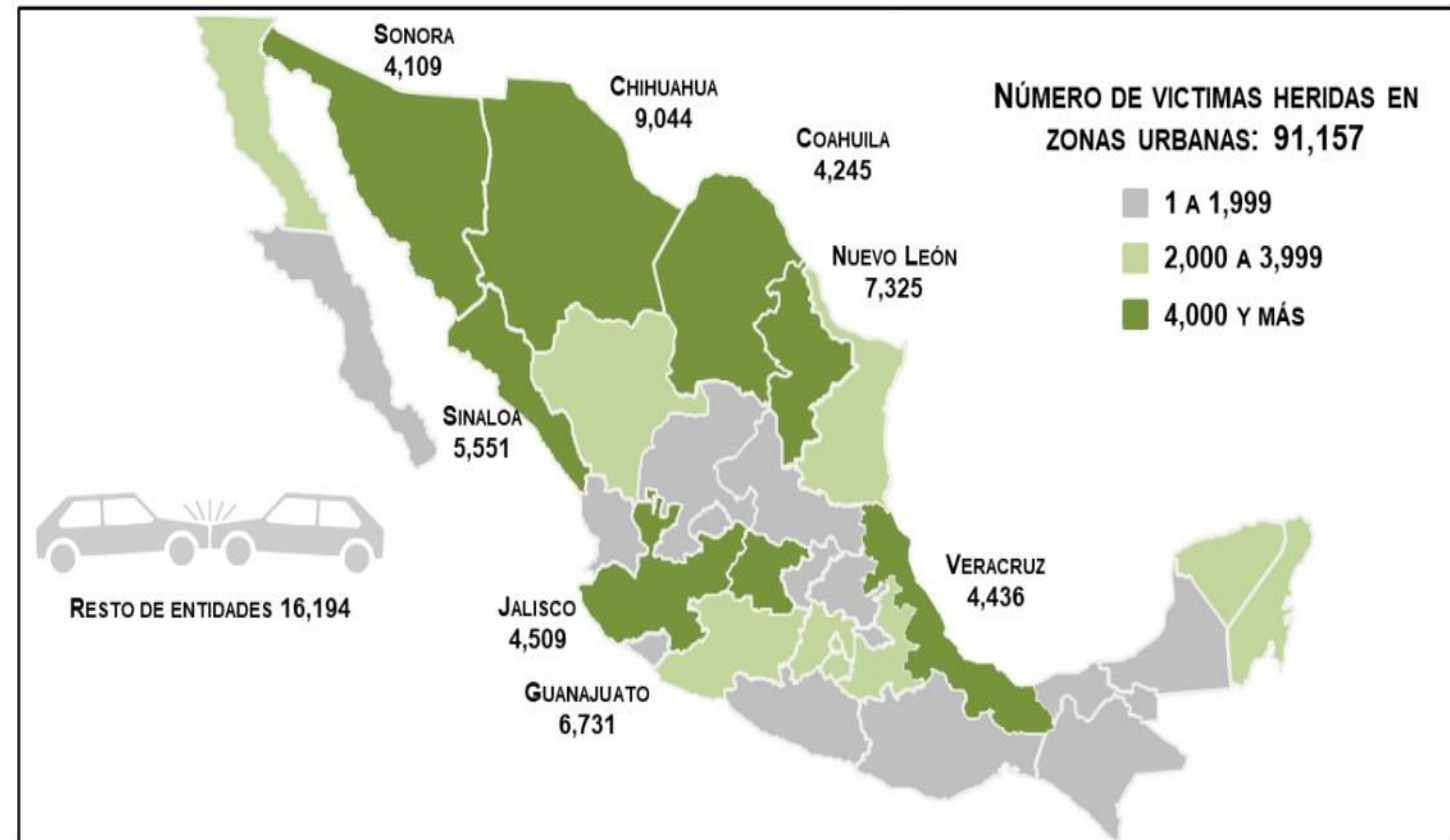 SONORA
4,109
CHIHUAHUA
9,044
COAHUILA
4,245
NUEVO LEÓN
7,325
NÚMERO DE VICTIMAS HERIDAS EN
ZONAS URBANAS: 91,157
1 A 1,999
2,000 A 3,999
4,000 Y MÁS
SINALOA
5,551
RESTO DE ENTIDADES 16,194
JALISCO
4,509
GUANAJUATO
6,731
VERACRUZ
4,436